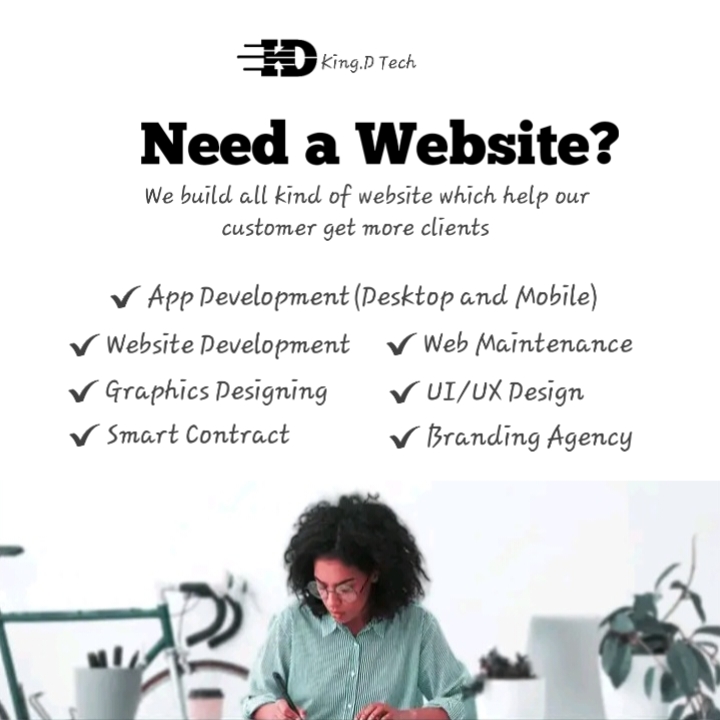 KD King.D Tech
Need a Website?
We build all kind of website which help our
customer get more clients
✔ App Development (Desktop and Mobile)
✔ Website Development ✔ Web Maintenance
✔ Graphics Designing ✔ UI/UX Design
✔ Smart Contract ✔ Branding Agency